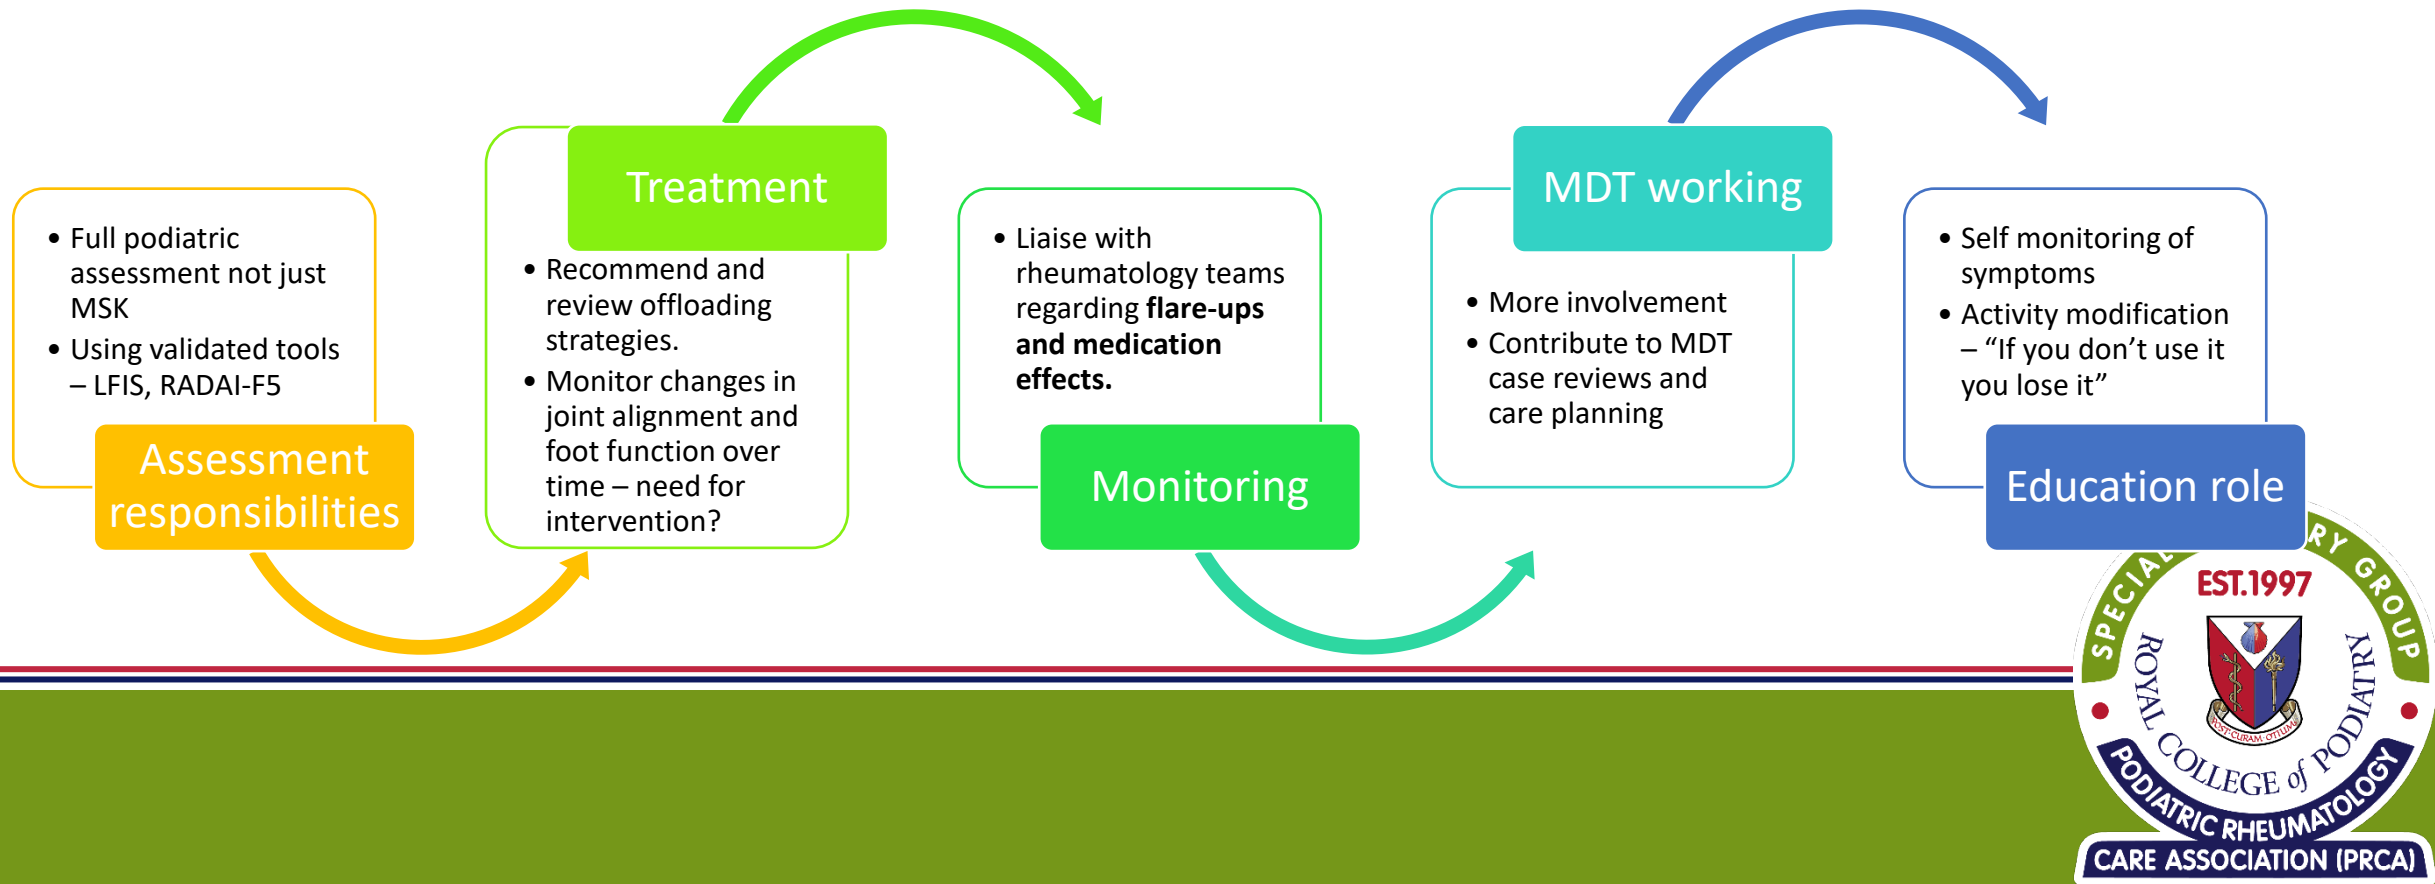 • Full podiatric
assessment not just
MSK
• Using validated tools
– LFIS, RADAI-F5
Assessment
responsibilities
Treatment
• Recommend and
review offloading
strategies.
• Monitor changes in
joint alignment and
foot function over
time – need for
intervention?
• Liaise with
rheumatology teams
regarding flare-ups
and medication
effects.
Monitoring
MDT working
• More involvement
• Contribute to MDT
case reviews and
care planning
• Self monitoring of
symptoms
• Activity modification
– “If you don’t use it
you lose it”
Education role
GROUP
EST.1997
ROYAL COLLEGE of PODIATRY
POST·CURAM·OTIUM
PODIATRIC RHEUMATOLOGY
CARE ASSOCIATION (PRCA)